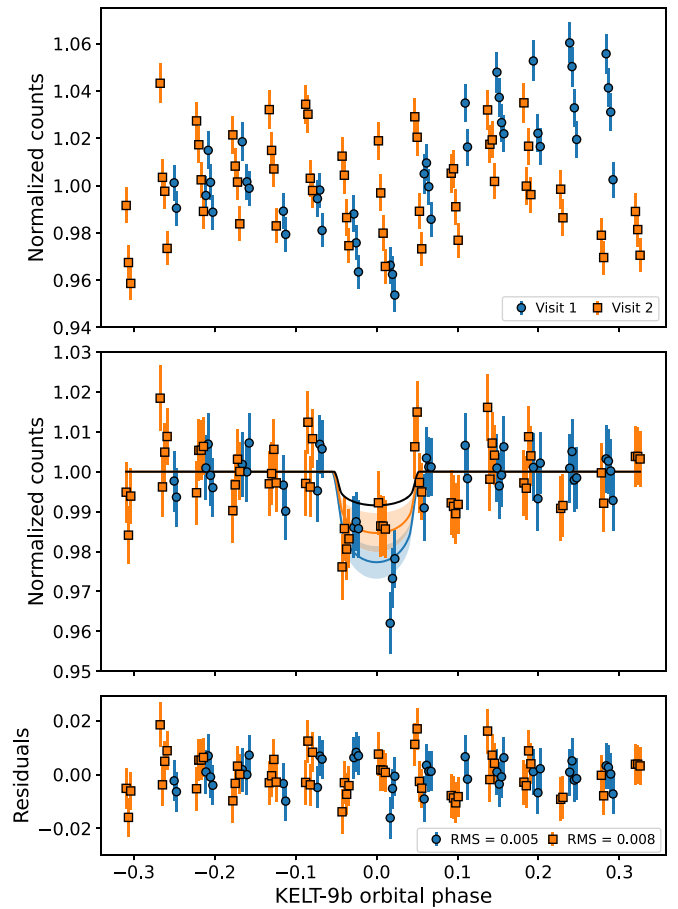 Normalized counts
1.06
1.04
1.02
1.00
0.98
0.96
0.94
Visit 1 Visit 2
Normalized counts
1.03
1.02
1.01
1.00
0.99
0.98
0.97
0.96
0.95
Residuals
0.02
0.00
−0.02
RMS = 0.005 RMS = 0.008
−0.3 −0.2 −0.1 0.0 0.1 0.2 0.3
KELT-9b orbital phase